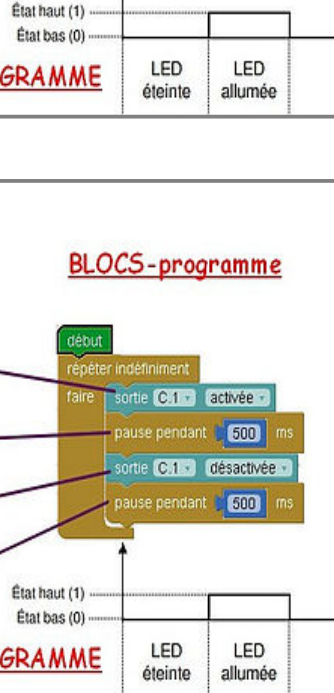 État haut (1)
État bas (0)
GRAMME
LED éteinte
LED allumée
BLOCS-programme
début
répéter indéfiniment
faire
sortie C.1 activée
pause pendant 500 ms
sortie C.1 désactivée
pause pendant 500 ms
État haut (1)
État bas (0)
GRAMME
LED éteinte
LED allumée